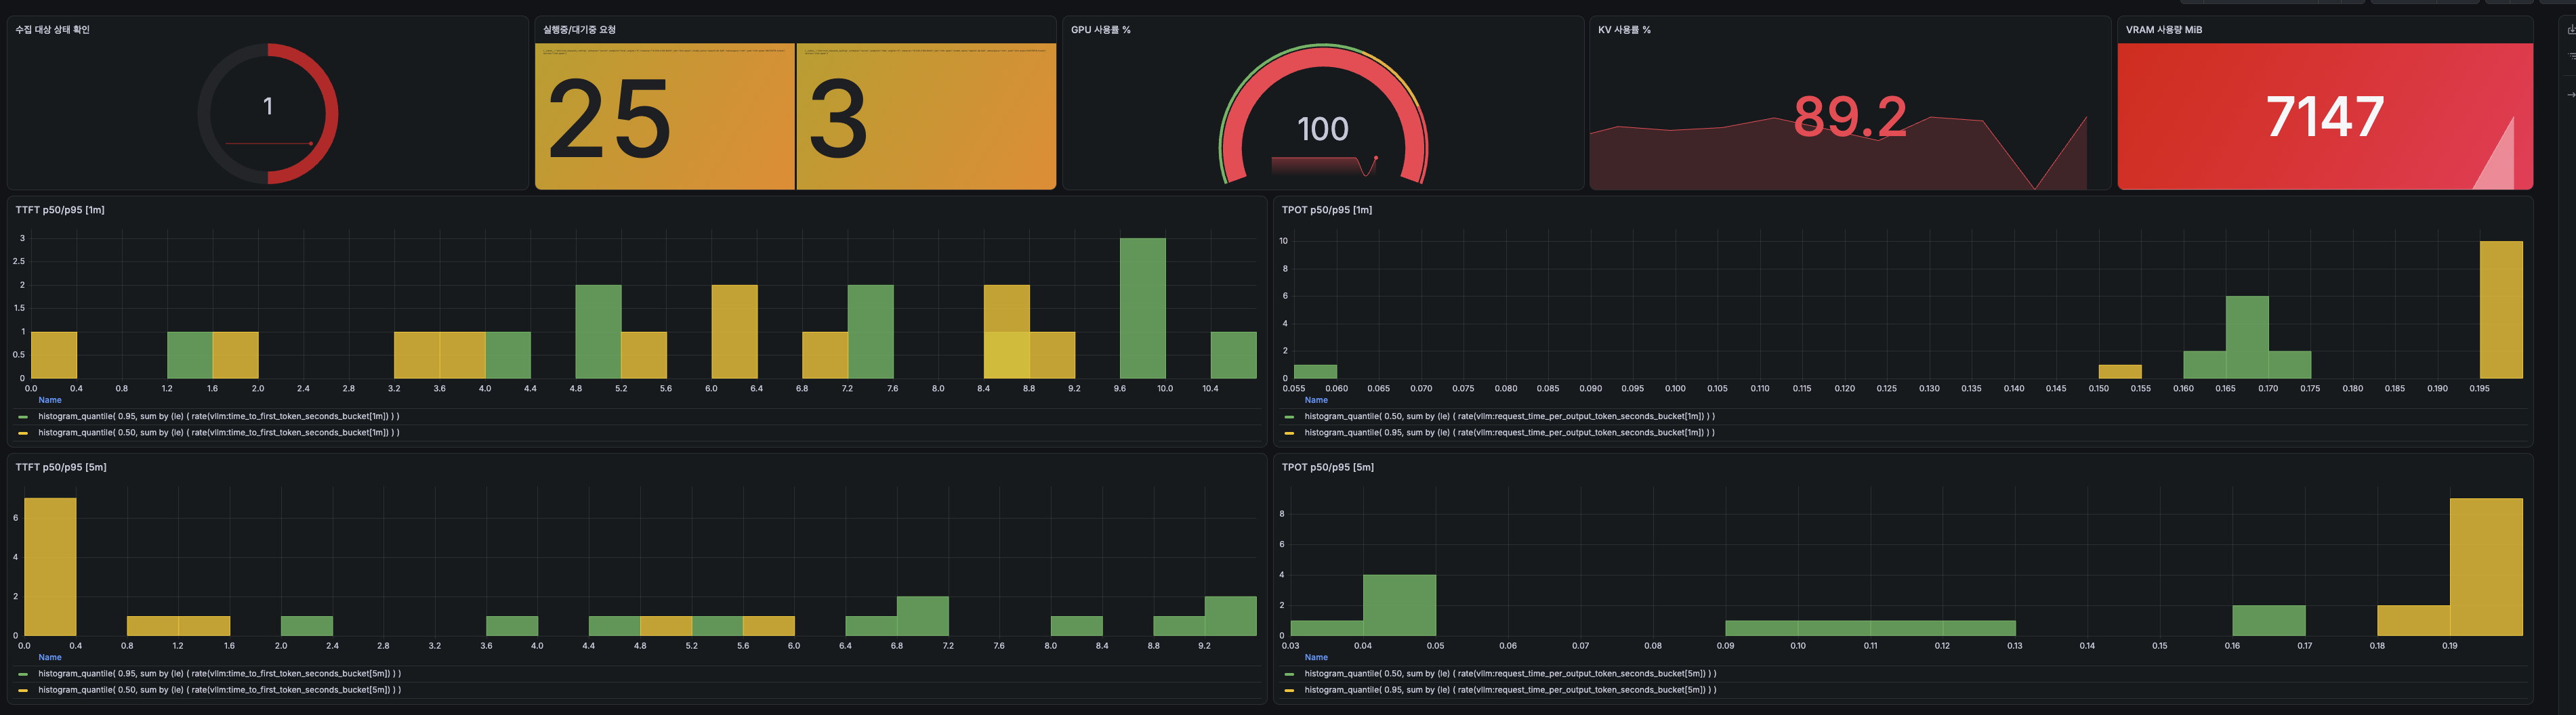 수집 대상 상태 확인
1
실행중/대기중 요청
25
3
GPU 사용률 %
100
KV 사용률 %
89.2
VRAM 사용량 MiB
7147
TTFT p50/p95 [1m]
3
2.5
2
1.5
1
0.5
0
0.0 0.4 0.8 1.2 1.6 2.0 2.4 2.8 3.2 3.6 4.0 4.4 4.8 5.2 5.6 6.0 6.4 6.8 7.2 7.6 8.0 8.4 8.8 9.2 9.6 10.0 10.4
Name
histogram_quantile( 0.95, sum by (le) ( rate(vllm:time_to_first_token_seconds_bucket[1m]) ) )
histogram_quantile( 0.50, sum by (le) ( rate(vllm:time_to_first_token_seconds_bucket[1m]) ) )
TPOT p50/p95 [1m]
10
8
6
4
2
0
0.055 0.060 0.065 0.070 0.075 0.080 0.085 0.090 0.095 0.100 0.105 0.110 0.115 0.120 0.125 0.130 0.135 0.140 0.145 0.150 0.155 0.160 0.165 0.170 0.175 0.180 0.185 0.190 0.195
Name
histogram_quantile( 0.50, sum by (le) ( rate(vllm:request_time_per_output_token_seconds_bucket[1m]) ) )
histogram_quantile( 0.95, sum by (le) ( rate(vllm:request_time_per_output_token_seconds_bucket[1m]) ) )
TTFT p50/p95 [5m]
6
4
2
0
0.0 0.4 0.8 1.2 1.6 2.0 2.4 2.8 3.2 3.6 4.0 4.4 4.8 5.2 5.6 6.0 6.4 6.8 7.2 7.6 8.0 8.4 8.8 9.2
Name
histogram_quantile( 0.95, sum by (le) ( rate(vllm:time_to_first_token_seconds_bucket[5m]) ) )
histogram_quantile( 0.50, sum by (le) ( rate(vllm:time_to_first_token_seconds_bucket[5m]) ) )
TPOT p50/p95 [5m]
8
6
4
2
0
0.03 0.04 0.05 0.06 0.07 0.08 0.09 0.10 0.11 0.12 0.13 0.14 0.15 0.16 0.17 0.18 0.19
Name
histogram_quantile( 0.50, sum by (le) ( rate(vllm:request_time_per_output_token_seconds_bucket[5m]) ) )
histogram_quantile( 0.95, sum by (le) ( rate(vllm:request_time_per_output_token_seconds_bucket[5m]) ) )